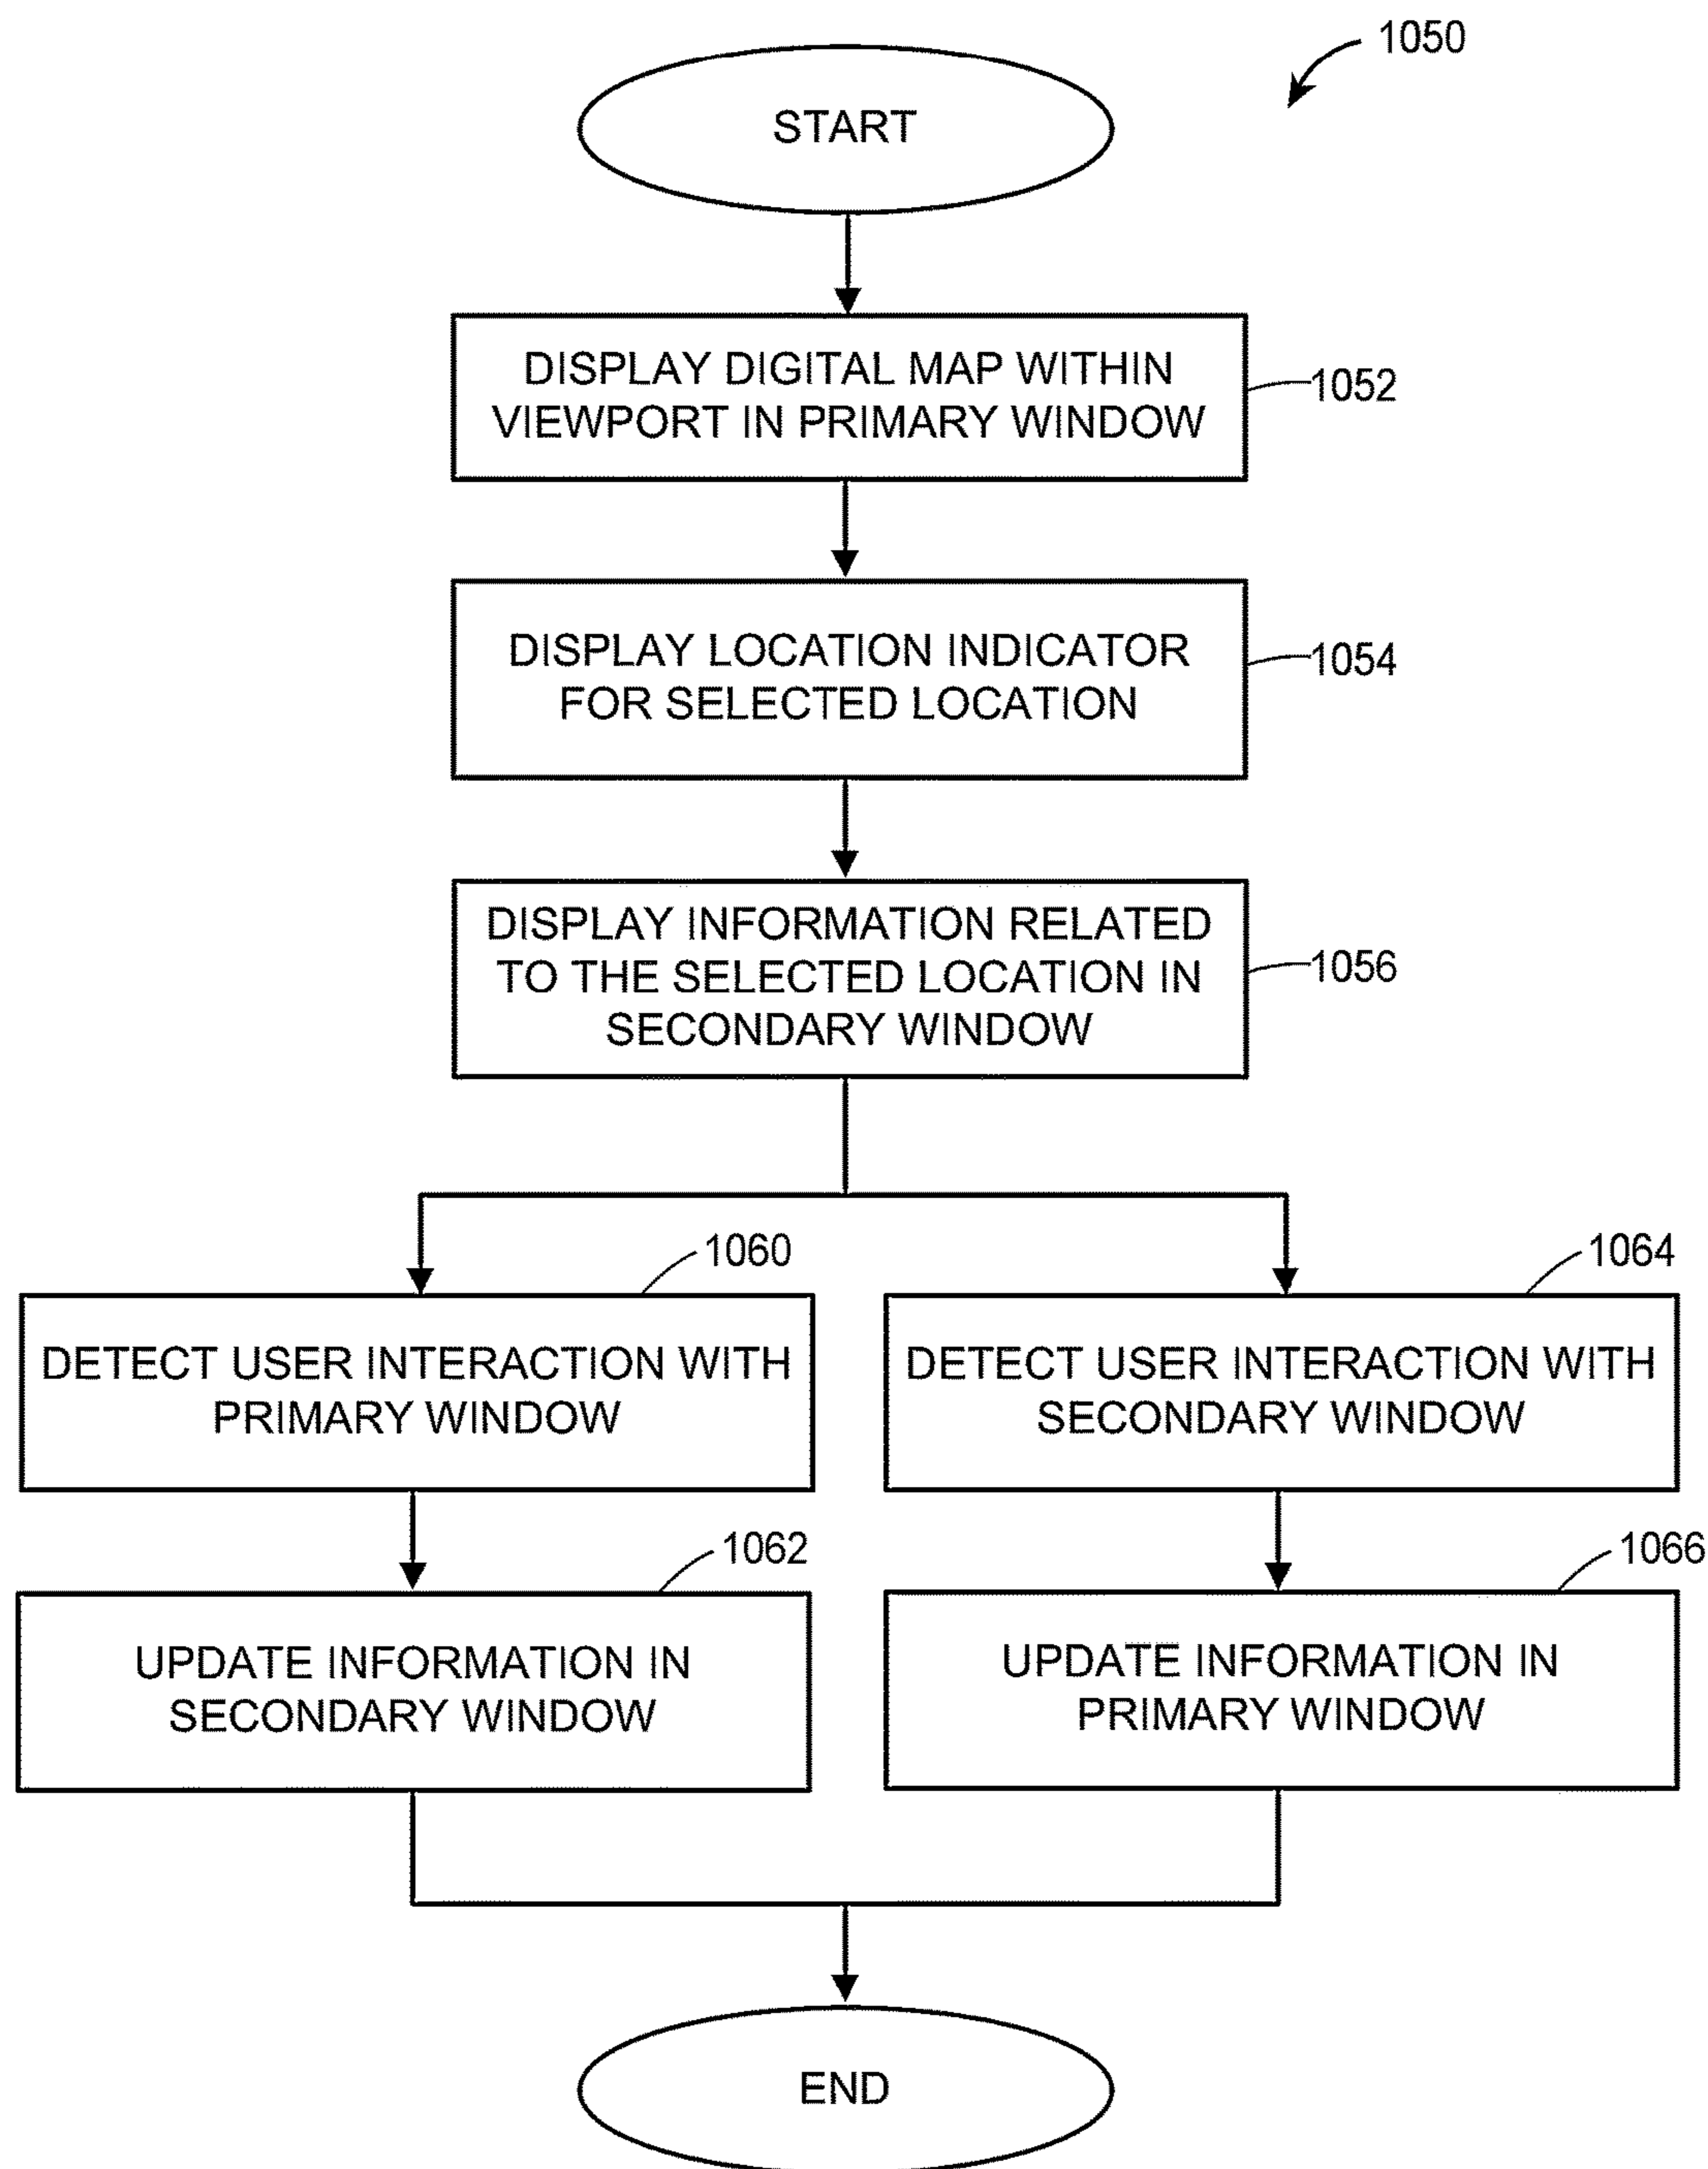 1050
START
DISPLAY DIGITAL MAP WITHIN
VIEWPORT IN PRIMARY WINDOW
1052
DISPLAY LOCATION INDICATOR
FOR SELECTED LOCATION
1054
DISPLAY INFORMATION RELATED
TO THE SELECTED LOCATION IN
SECONDARY WINDOW
1056
1060
DETECT USER INTERACTION WITH
PRIMARY WINDOW
1064
DETECT USER INTERACTION WITH
SECONDARY WINDOW
1062
UPDATE INFORMATION IN
SECONDARY WINDOW
1066
UPDATE INFORMATION IN
PRIMARY WINDOW
END